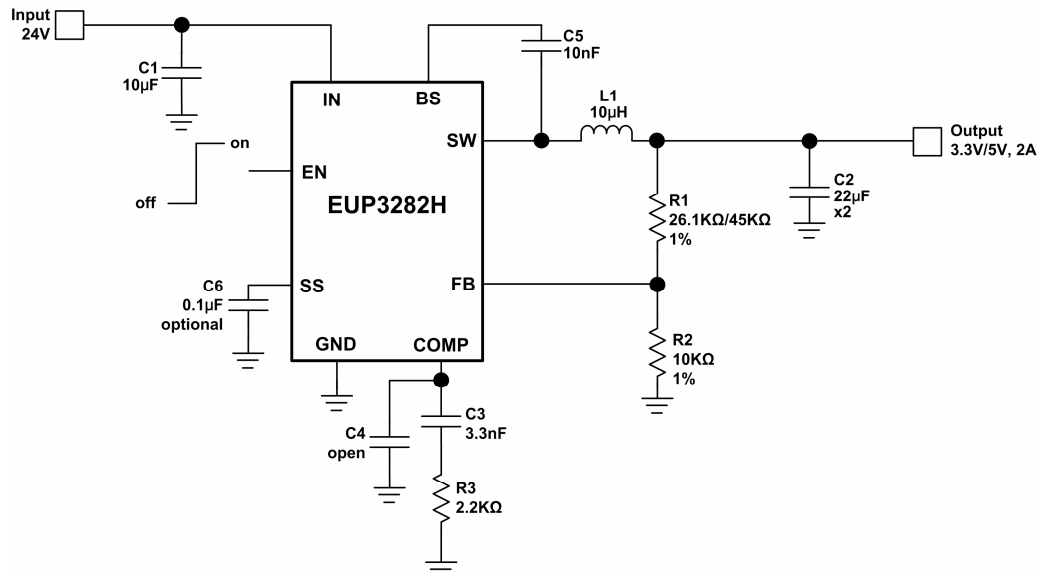 Input
24V
C1
10µF
IN
BS
C5
10nF
L1
10µH
SW
Output
3.3V/5V, 2A
on
off
EN
EUP3282H
R1
26.1KΩ/45KΩ
1%
C2
22µF
x2
C6
0.1µF
optional
SS
FB
GND
COMP
R2
10KΩ
1%
C4
open
C3
3.3nF
R3
2.2KΩ